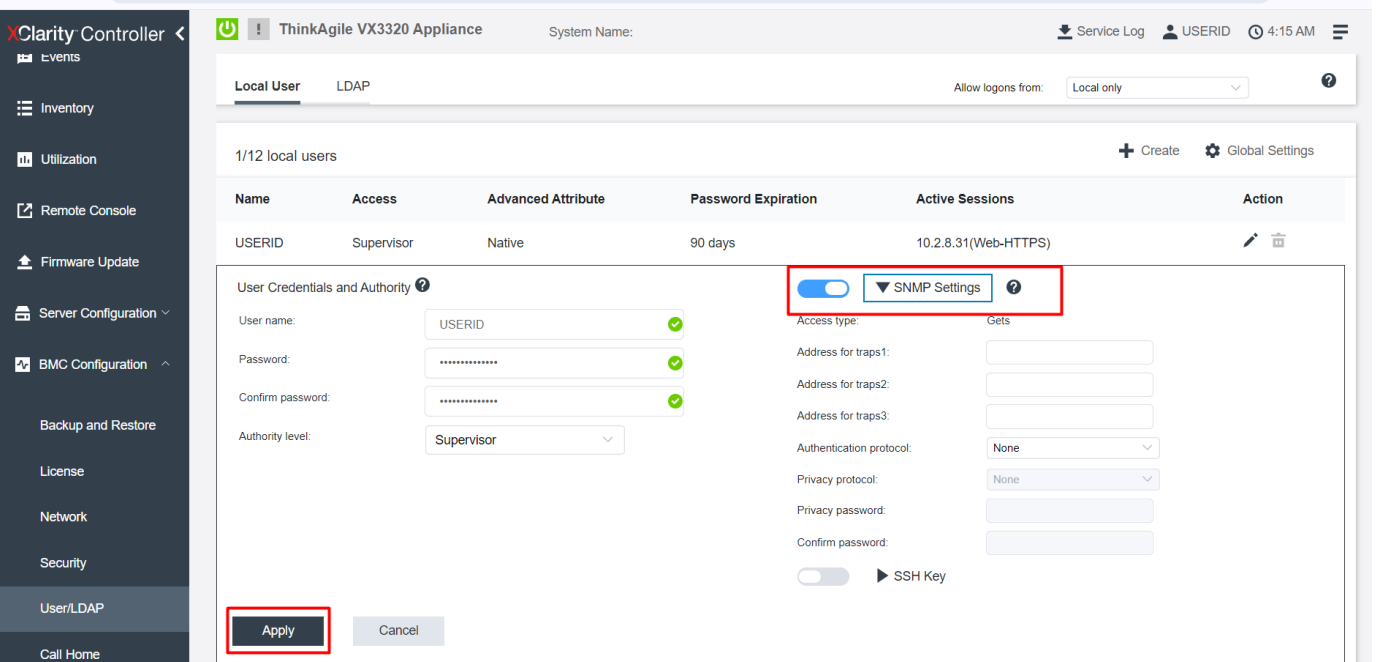 XClarity Controller
ThinkAgile VX3320 Appliance
System Name:
Service Log
USERID
4:15 AM
Events
Inventory
Utilization
Remote Console
Firmware Update
Server Configuration
BMC Configuration
Backup and Restore
License
Network
Security
User/LDAP
Call Home
Local User LDAP
Allow logons from: Local only
1/12 local users
Create Global Settings
Name Access Advanced Attribute Password Expiration Active Sessions Action
USERID Supervisor Native 90 days 10.2.8.31(Web-HTTPS)
User Credentials and Authority
User name: USERID
Password: ••••••••••••••
Confirm password: ••••••••••••••
Authority level: Supervisor
SNMP Settings
Access type: Gets
Address for traps1:
Address for traps2:
Address for traps3:
Authentication protocol: None
Privacy protocol: None
Privacy password:
Confirm password:
SSH Key
Apply Cancel